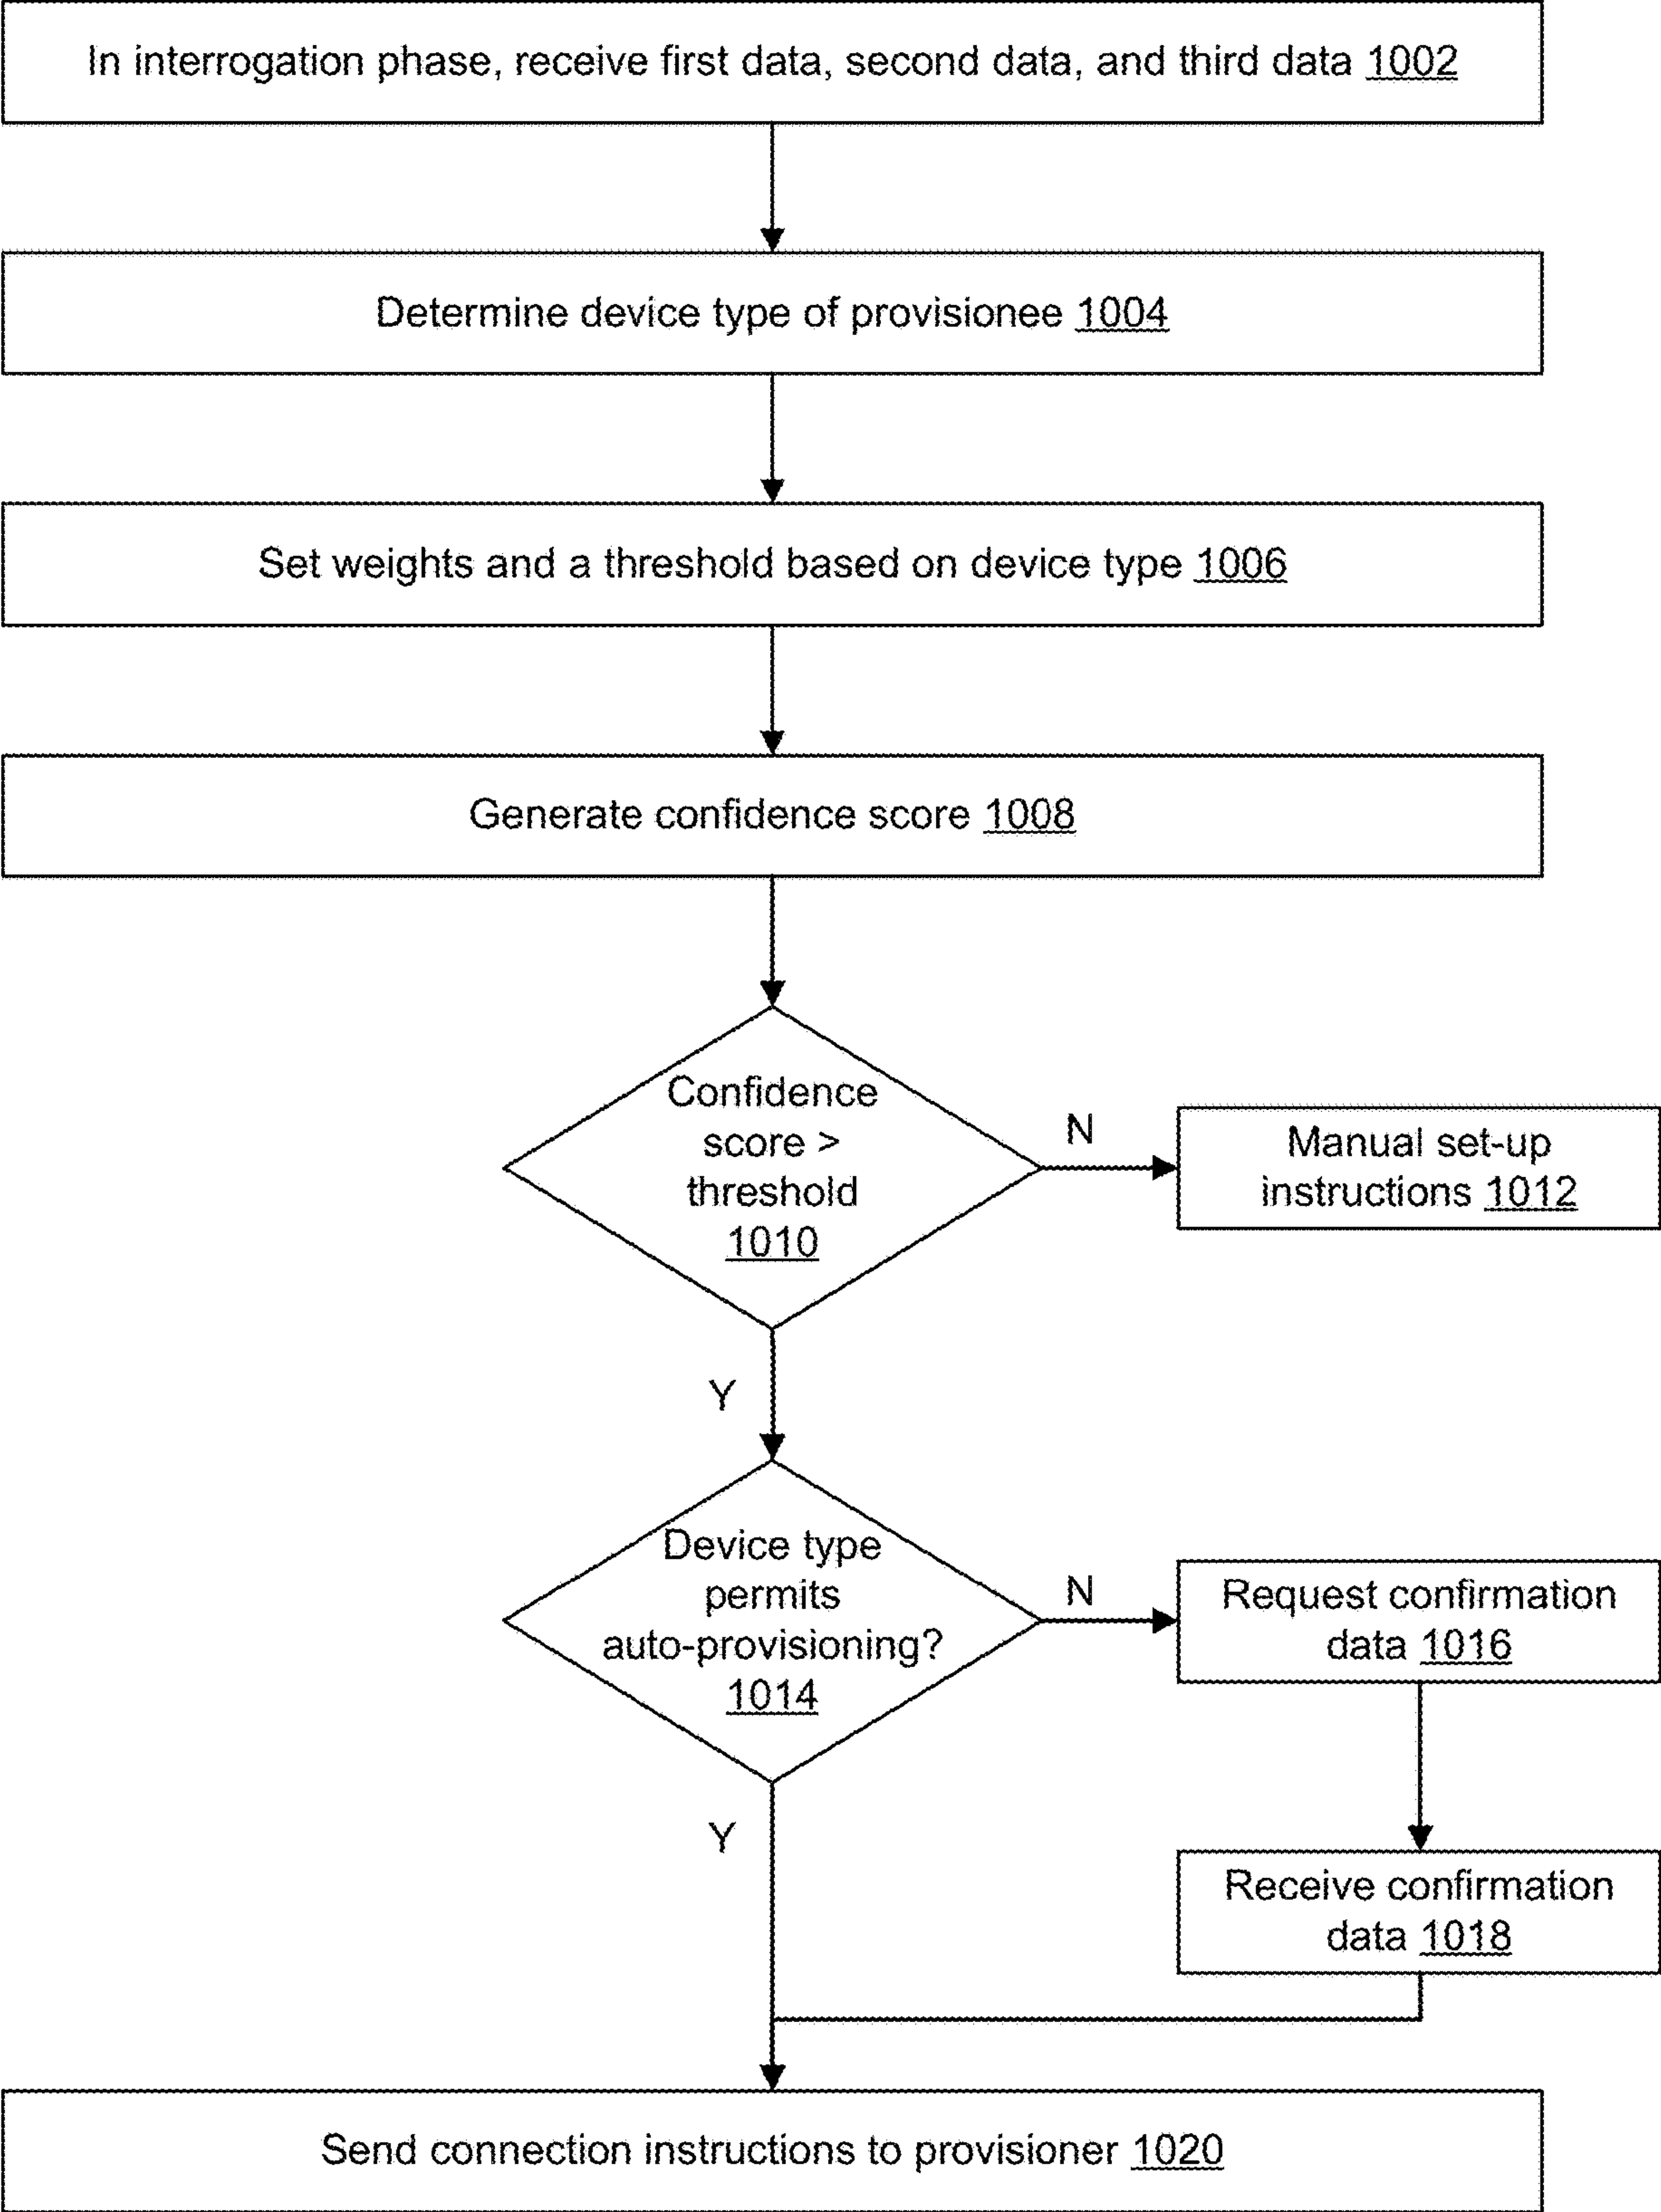 In interrogation phase, receive first data, second data, and third data 1002
Determine device type of provisionee 1004
Set weights and a threshold based on device type 1006
Generate confidence score 1008
Confidence
score >
threshold
1010
N
Manual set-up
instructions 1012
Y
Device type
permits
auto-provisioning?
1014
N
Request confirmation
data 1016
Y
Receive confirmation
data 1018
Send connection instructions to provisioner 1020